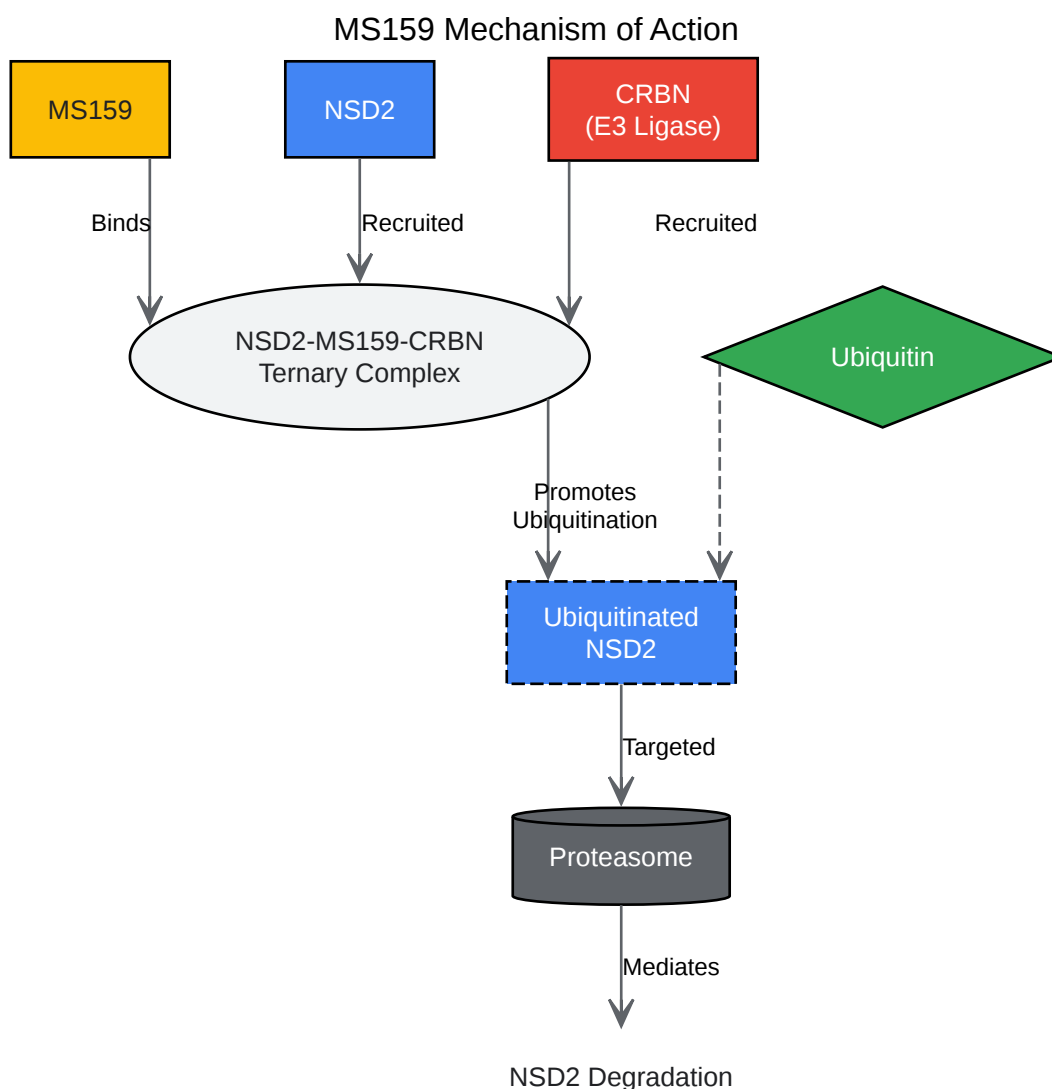 MS159 Mechanism of Action
MS159
NSD2
CRBN
(E3 Ligase)
Binds
Recruited
Recruited
NSD2-MS159-CRBN
Ternary Complex
Ubiquitin
Promotes
Ubiquitination
Ubiquitinated
NSD2
Targeted
Proteasome
Mediates
NSD2 Degradation